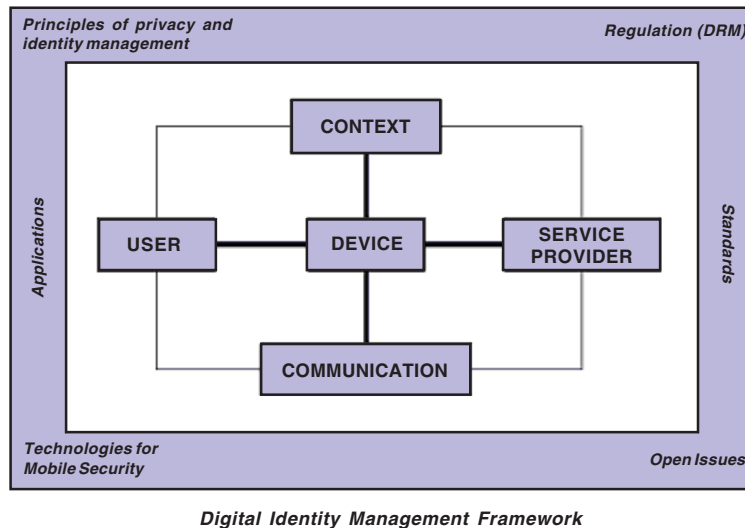 Principles of privacy and
identity management
Regulation (DRM)
CONTEXT
Applications
USER
DEVICE
SERVICE
PROVIDER
Standards
COMMUNICATION
Technologies for
Mobile Security
Open Issues
Digital Identity Management Framework